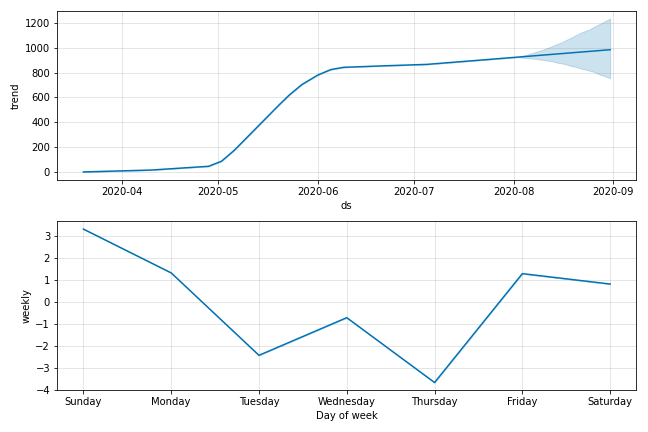 1200
1000
800
600
400
200
0
trend
2020-04 2020-05 2020-06 2020-07 2020-08 2020-09
ds
3
2
1
0
−1
−2
−3
−4
weekly
Sunday Monday Tuesday Wednesday Thursday Friday Saturday
Day of week